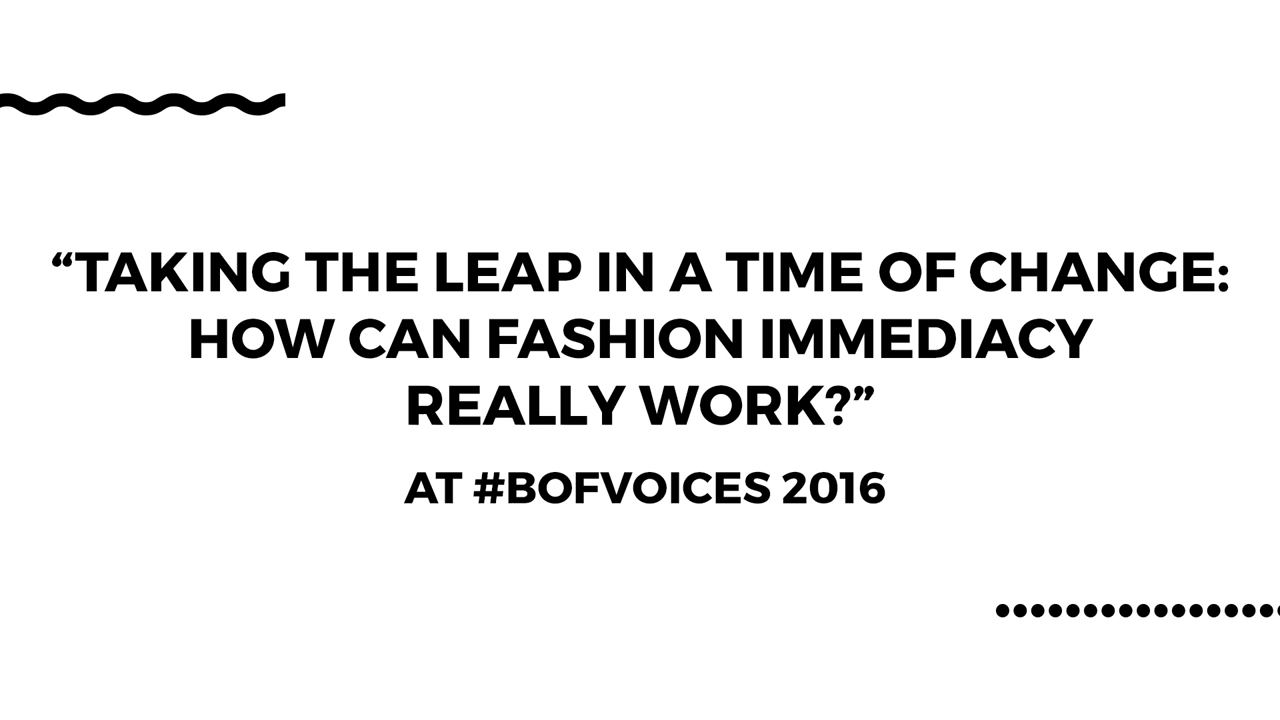 “TAKING THE LEAP IN A TIME OF CHANGE:
HOW CAN FASHION IMMEDIACY
REALLY WORK?”
AT #BOFVOICES 2016